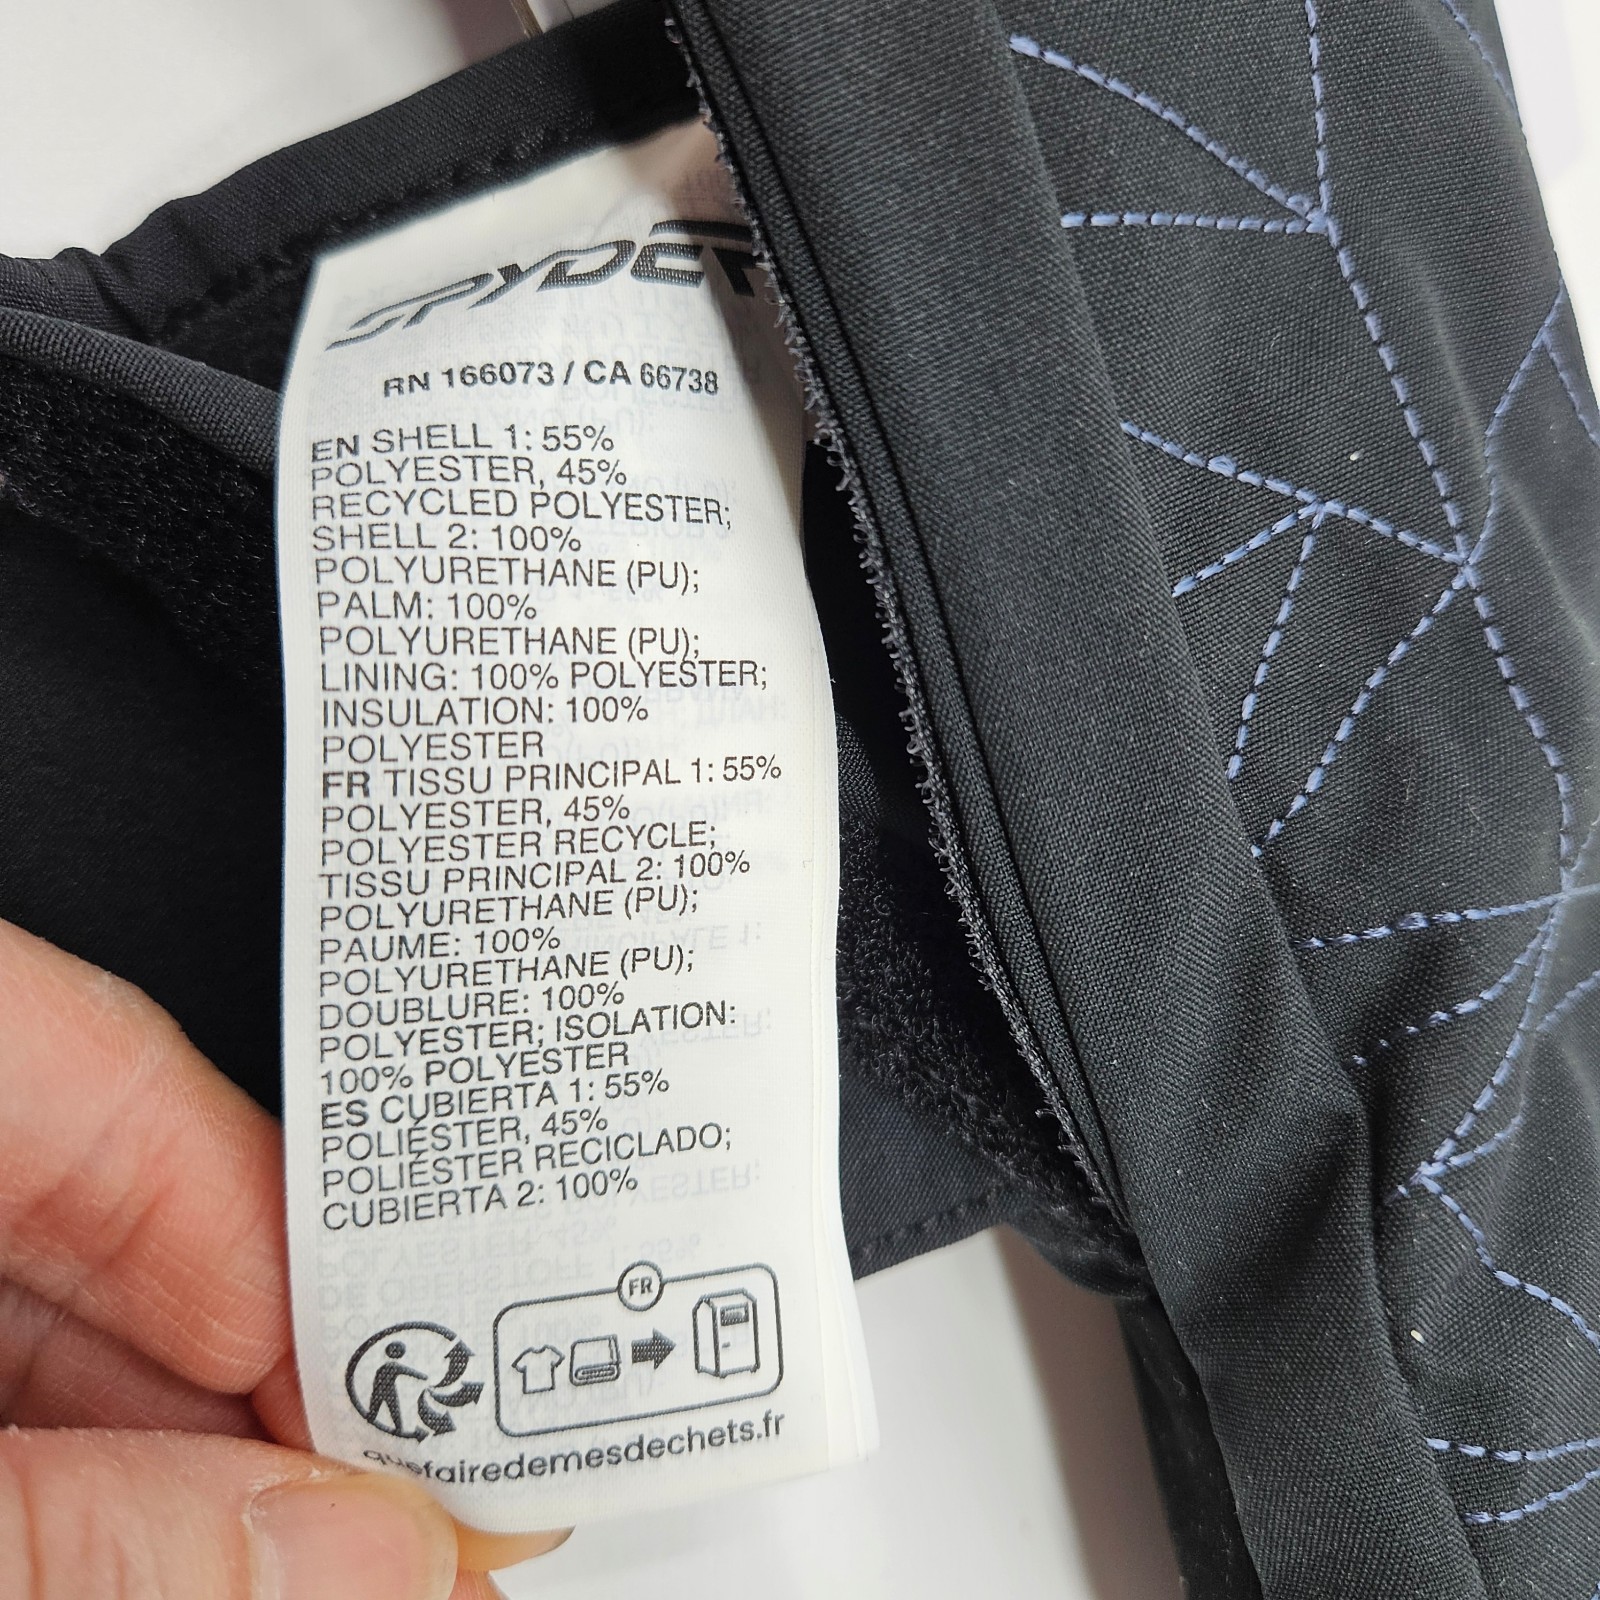 SPYDER
RN 166073 / CA 66738
EN SHELL 1: 55%
POLYESTER, 45%
RECYCLED POLYESTER;
SHELL 2: 100%
POLYURETHANE (PU);
PALM: 100%
POLYURETHANE (PU);
LINING: 100% POLYESTER;
INSULATION: 100%
POLYESTER
FR TISSU PRINCIPAL 1: 55%
POLYESTER, 45%
POLYESTER RECYCLE;
TISSU PRINCIPAL 2: 100%
POLYURETHANE (PU);
PAUME: 100%
POLYURETHANE (PU);
DOUBLURE: 100%
POLYESTER; ISOLATION:
100% POLYESTER
ES CUBIERTA 1: 55%
POLIÉSTER, 45%
POLIÉSTER RECICLADO;
CUBIERTA 2: 100%
FR
quefairedemesdechets.fr